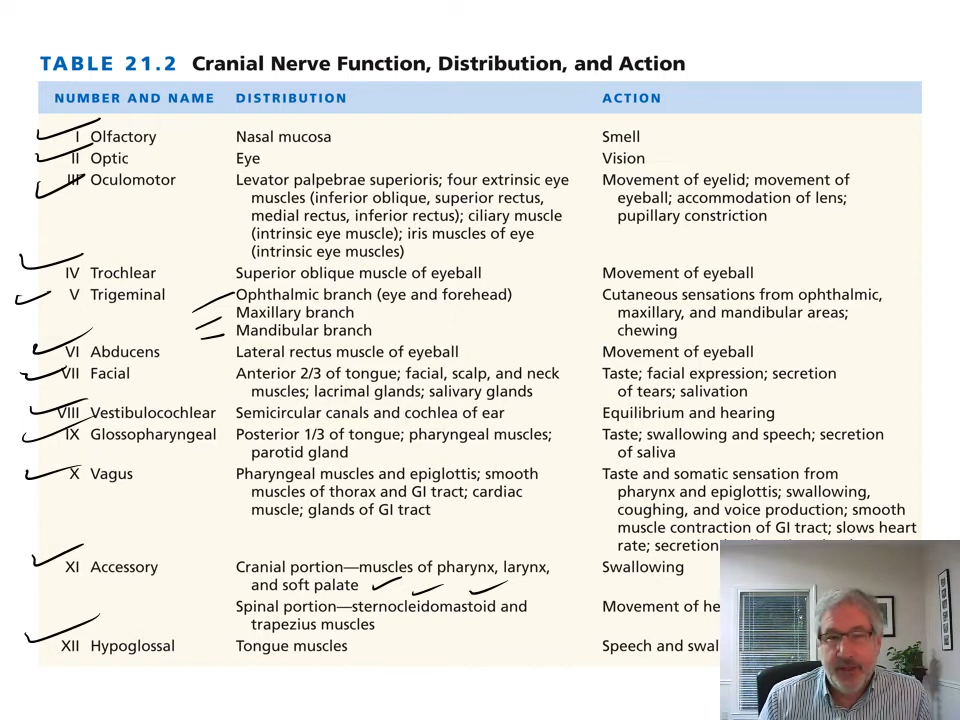 TABLE 21.2 Cranial Nerve Function, Distribution, and Action
NUMBER AND NAME DISTRIBUTION ACTION
I Olfactory Nasal mucosa Smell
II Optic Eye Vision
III Oculomotor Levator palpebrae superioris; four extrinsic eye Movement of eyelid; movement of
muscles (inferior oblique, superior rectus, eyeball; accommodation of lens;
medial rectus, inferior rectus); ciliary muscle pupillary constriction
(intrinsic eye muscle); iris muscles of eye
(intrinsic eye muscles)
IV Trochlear Superior oblique muscle of eyeball Movement of eyeball
V Trigeminal Ophthalmic branch (eye and forehead) Cutaneous sensations from ophthalmic,
Maxillary branch maxillary, and mandibular areas;
Mandibular branch chewing
VI Abducens Lateral rectus muscle of eyeball Movement of eyeball
VII Facial Anterior 2/3 of tongue; facial, scalp, and neck Taste; facial expression; secretion
muscles; lacrimal glands; salivary glands of tears; salivation
VIII Vestibulocochlear Semicircular canals and cochlea of ear Equilibrium and hearing
IX Glossopharyngeal Posterior 1/3 of tongue; pharyngeal muscles; Taste; swallowing and speech; secretion
parotid gland of saliva
X Vagus Pharyngeal muscles and epiglottis; smooth Taste and somatic sensation from
muscles of thorax and GI tract; cardiac pharynx and epiglottis; swallowing,
muscle; glands of GI tract coughing, and voice production; smooth
muscle contraction of GI tract; slows heart
rate; secretion
XI Accessory Cranial portion—muscles of pharynx, larynx, Swallowing
and soft palate
Spinal portion—sternocleidomastoid and Movement of he
trapezius muscles
XII Hypoglossal Tongue muscles Speech and swal